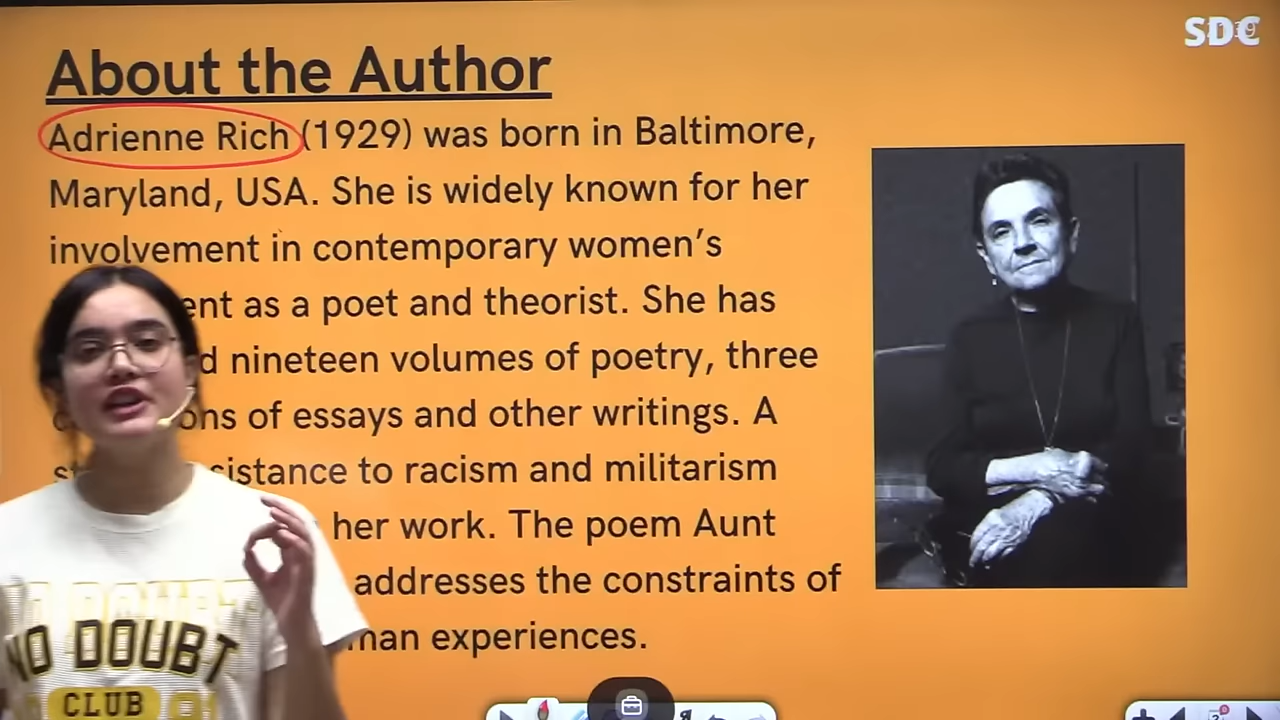 SDC
About the Author
Adrienne Rich (1929) was born in Baltimore,
Maryland, USA. She is widely known for her
involvement in contemporary women's
ent as a poet and theorist. She has
d nineteen volumes of poetry, three
ons of essays and other writings. A
sistance to racism and militarism
her work. The poem Aunt
addresses the constraints of
man experiences.
NO DOUBT
NO DOUBT
CLUB